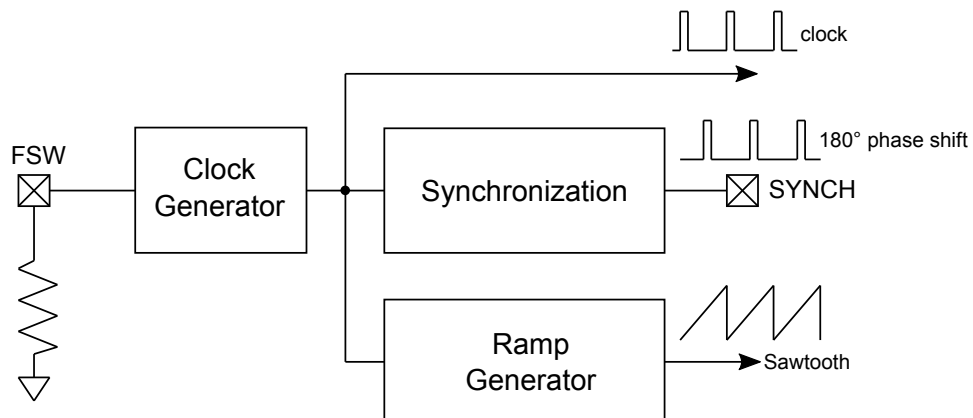 clock
180° phase shift
FSW
Clock
Generator
Synchronization
SYNCH
Ramp
Generator
Sawtooth